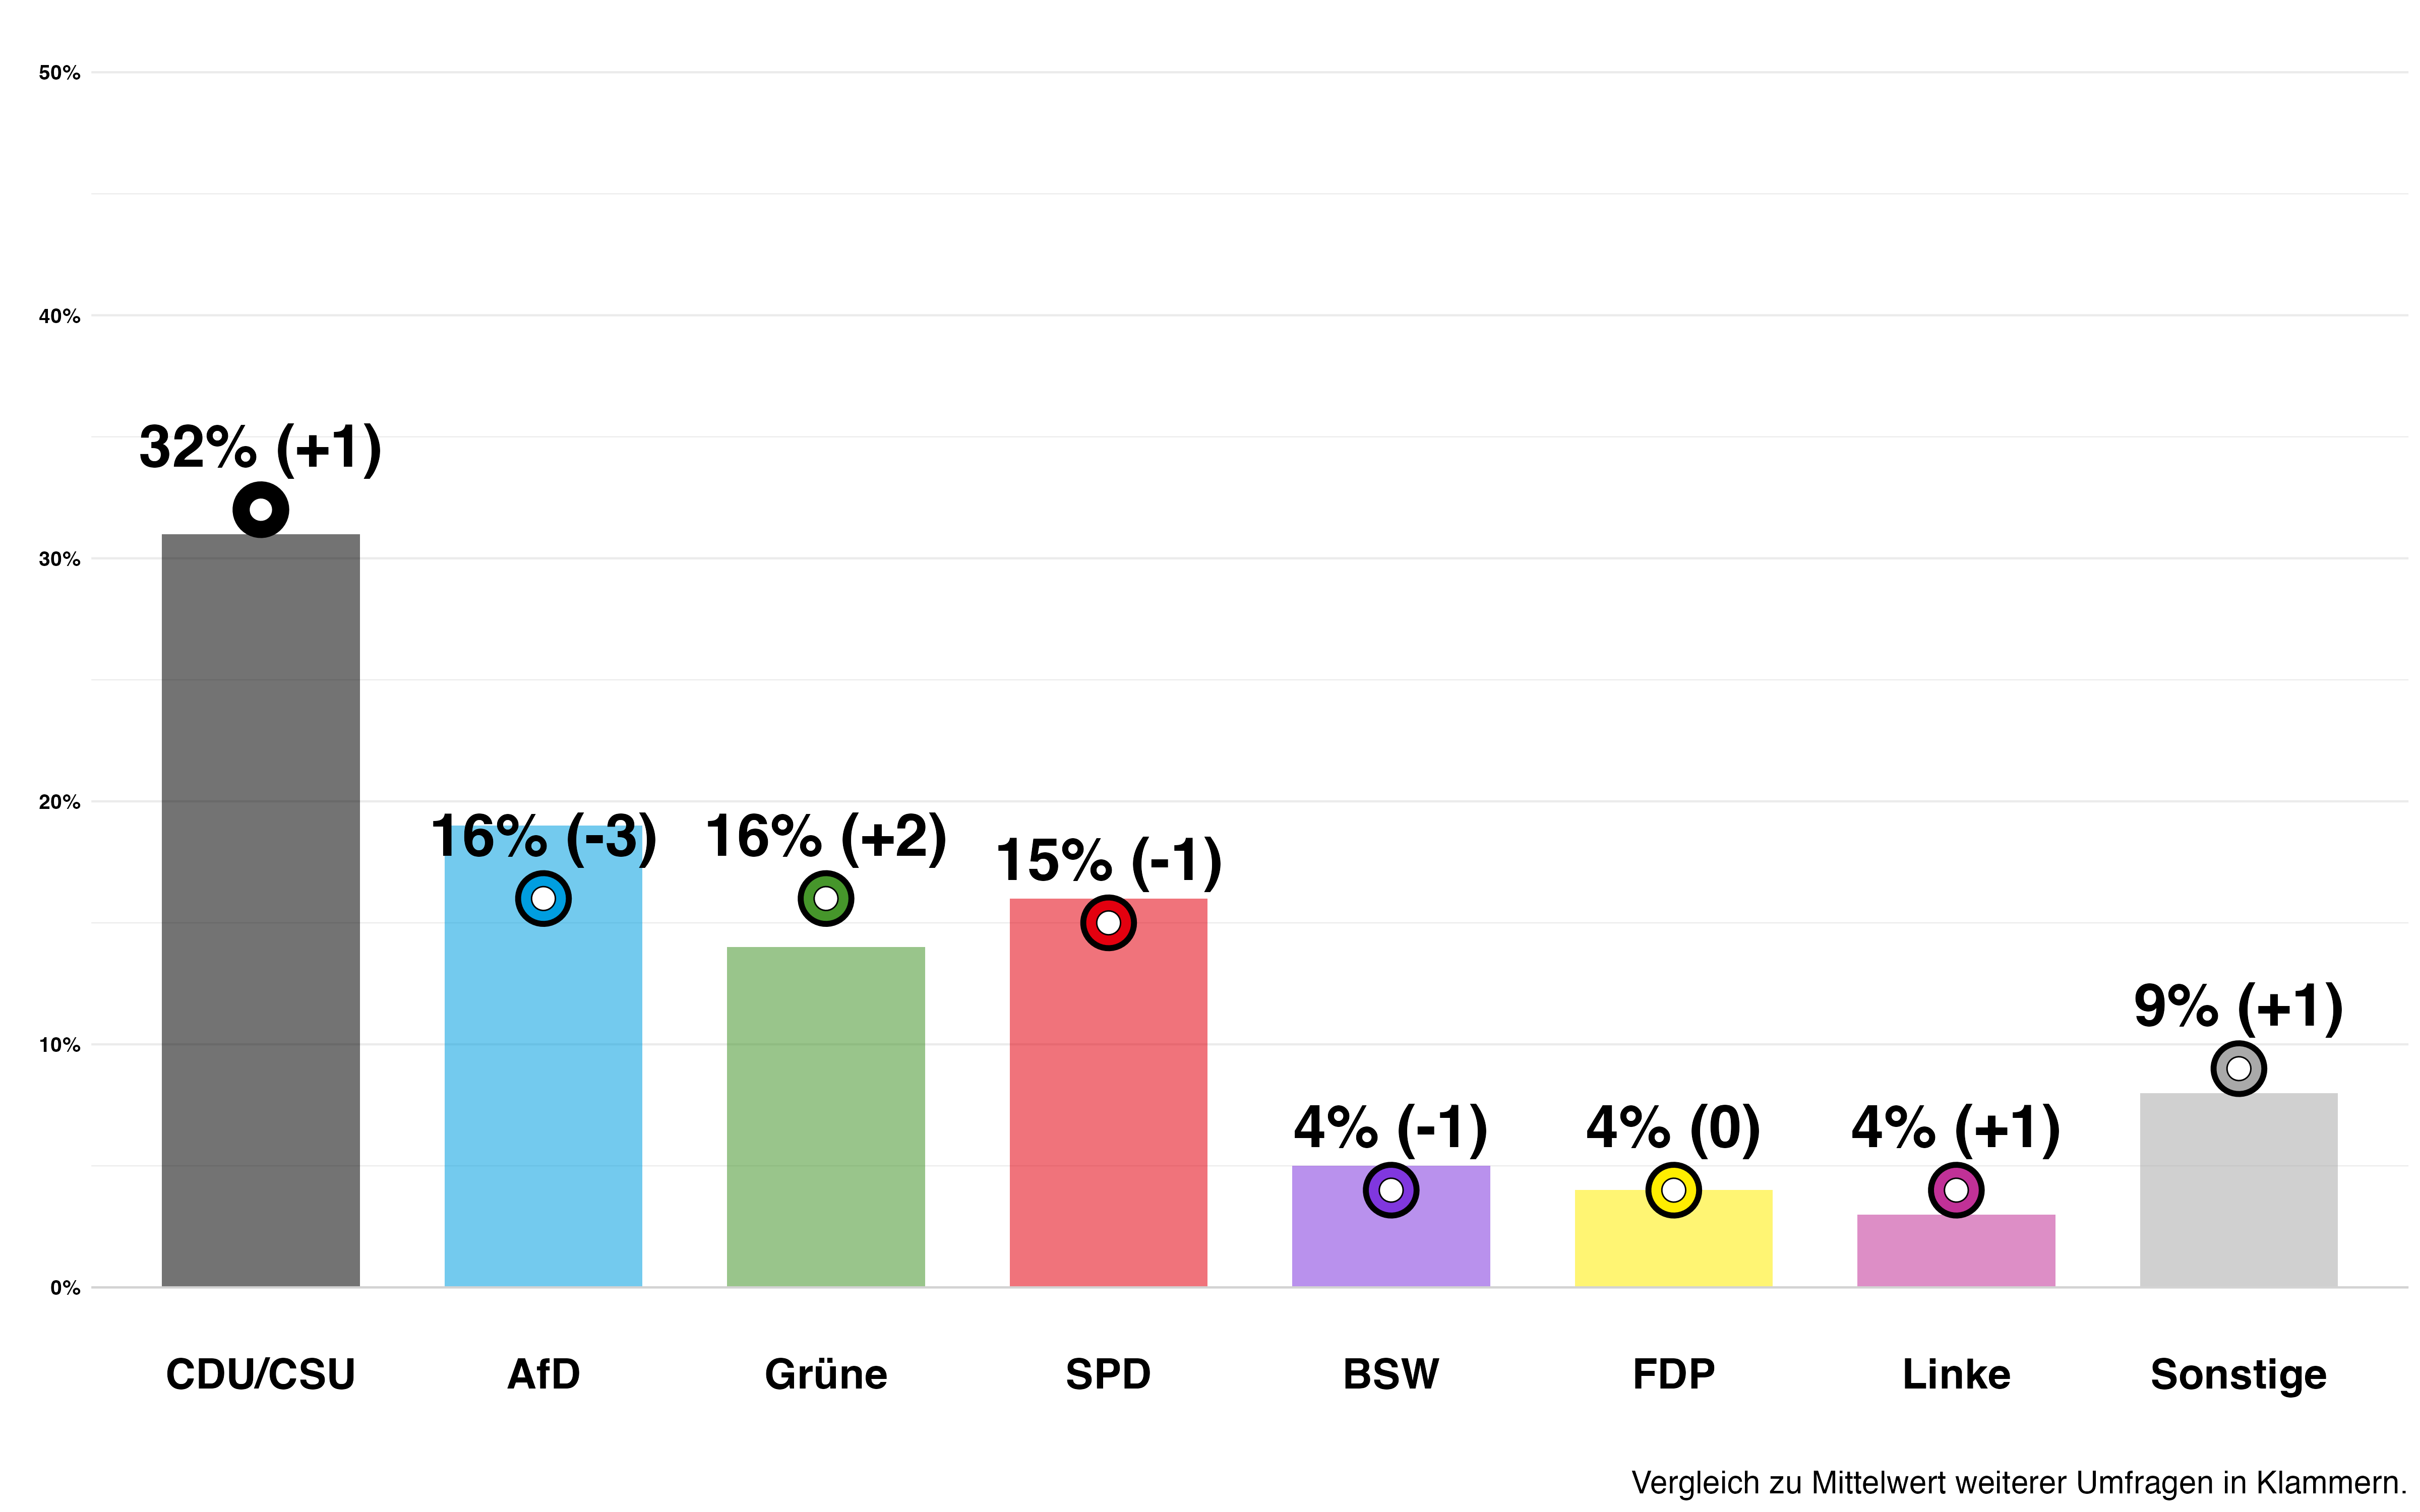 50%
40%
32% (+1)
30%
20%
16% (-3)
16% (+2)
15% (-1)
9% (+1)
10%
4% (-1)
4% (0)
4% (+1)
0%
CDU/CSU
AfD
Grüne
SPD
BSW
FDP
Linke
Sonstige
Vergleich zu Mittelwert weiterer Umfragen in Klammern.